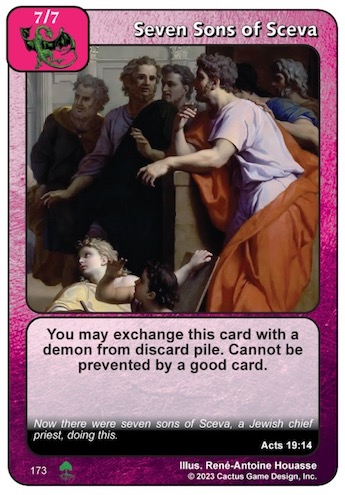 7/7
Seven Sons of Sceva
You may exchange this card with a
demon from discard pile. Cannot be
prevented by a good card.
Now there were seven sons of Sceva, a Jewish chief
priest, doing this.
Acts 19:14
Illus. René-Antoine Houasse
173
© 2023 Cactus Game Design, Inc.